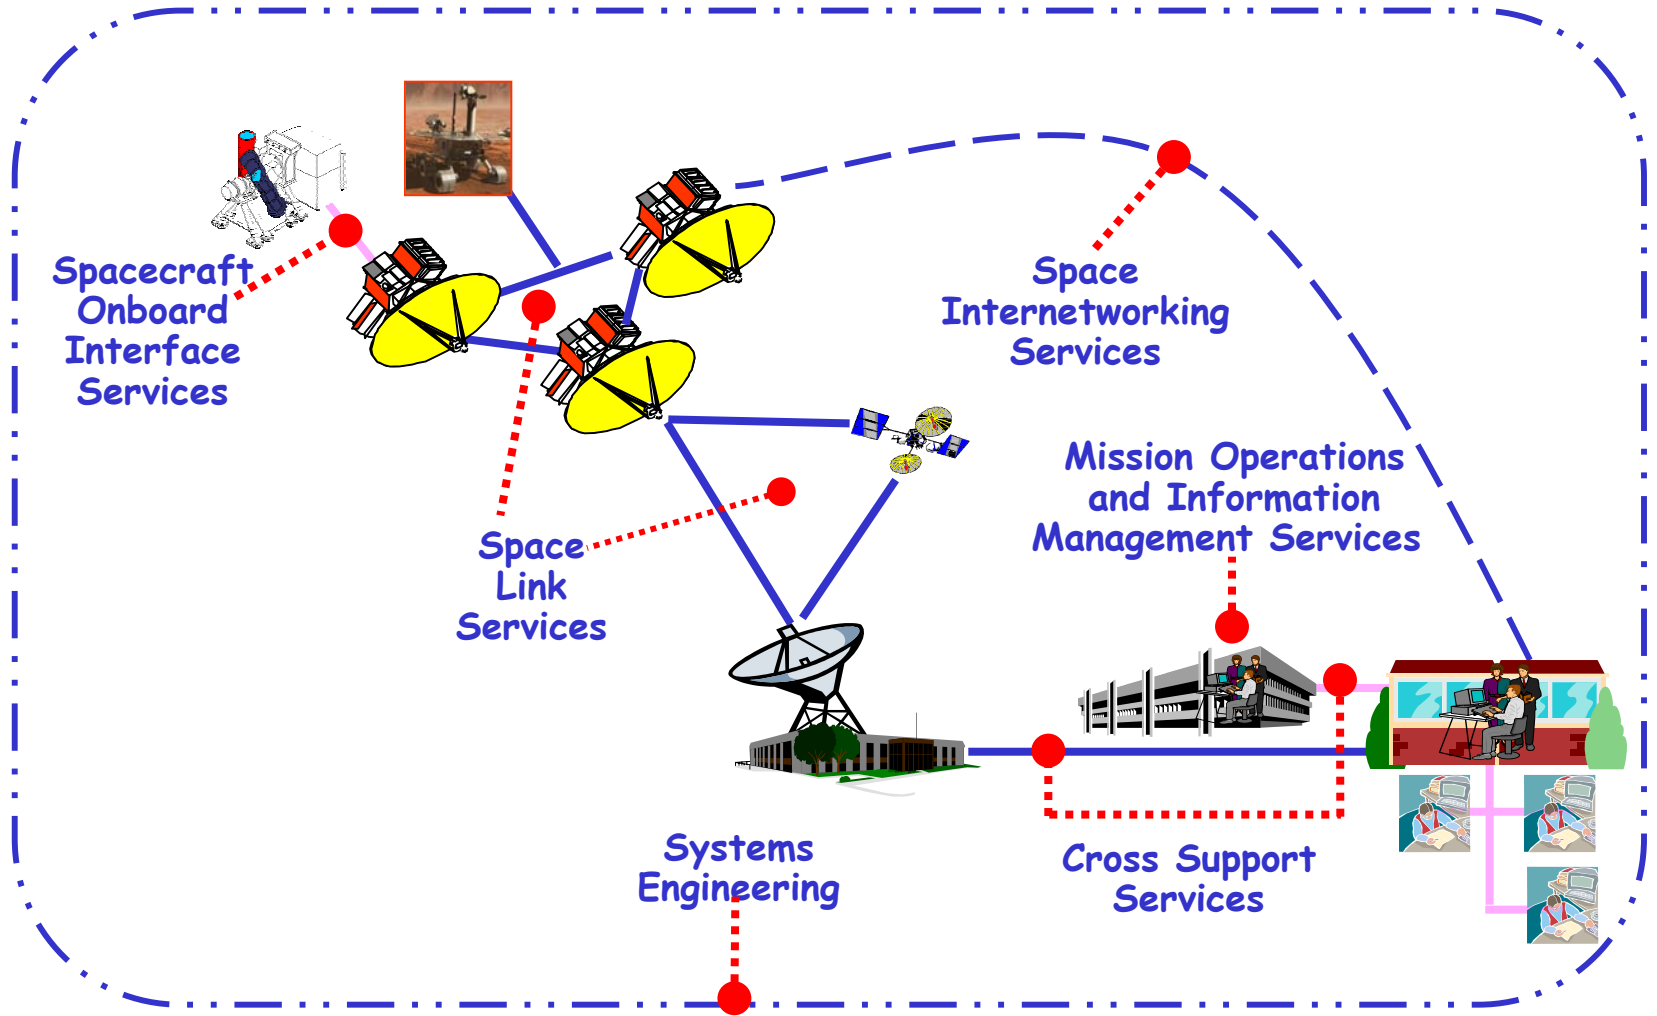 Spacecraft
Onboard
Interface
Services
Space
Internetworking
Services
Mission Operations
and Information
Management Services
Space
Link
Services
Systems
Engineering
Cross Support
Services